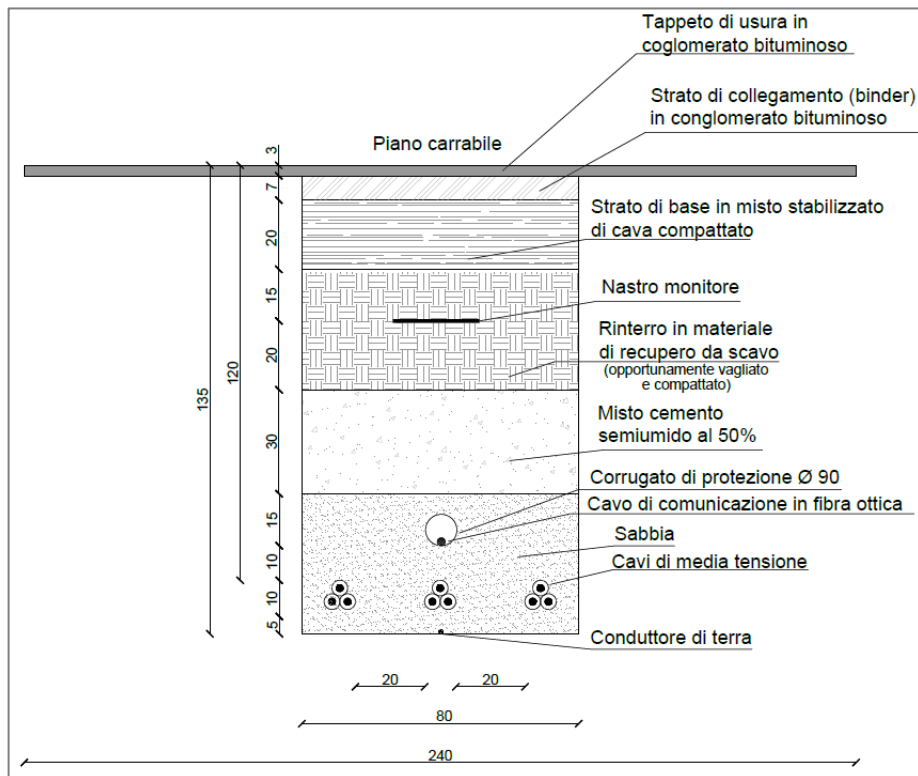 Tappeto di usura in
coglomerato bituminoso
Strato di collegamento (binder)
in conglomerato bituminoso
Piano carrabile
Strato di base in misto stabilizzato
di cava compattato
Nastro monitore
Rinterro in materiale
di recupero da scavo
(opportunamente vagliato
e compattato)
Misto cemento
semiumido al 50%
Corrugato di protezione Ø 90
Cavo di comunicazione in fibra ottica
Sabbia
Cavi di media tensione
Conduttore di terra
3
7
20
15
20
30
15
10
10
5
120
135
20
20
80
240